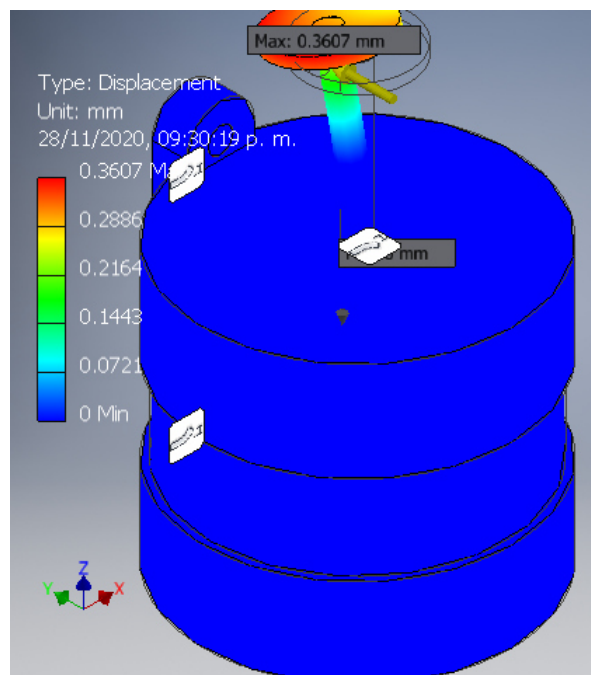 Max: 0.3607 mm
Type: Displacement
Unit: mm
28/11/2020, 09:30:19 p. m.
0.3607
0.2886
0.2164
0.1443
0.0721
0 Min
mm
Z
Y
X